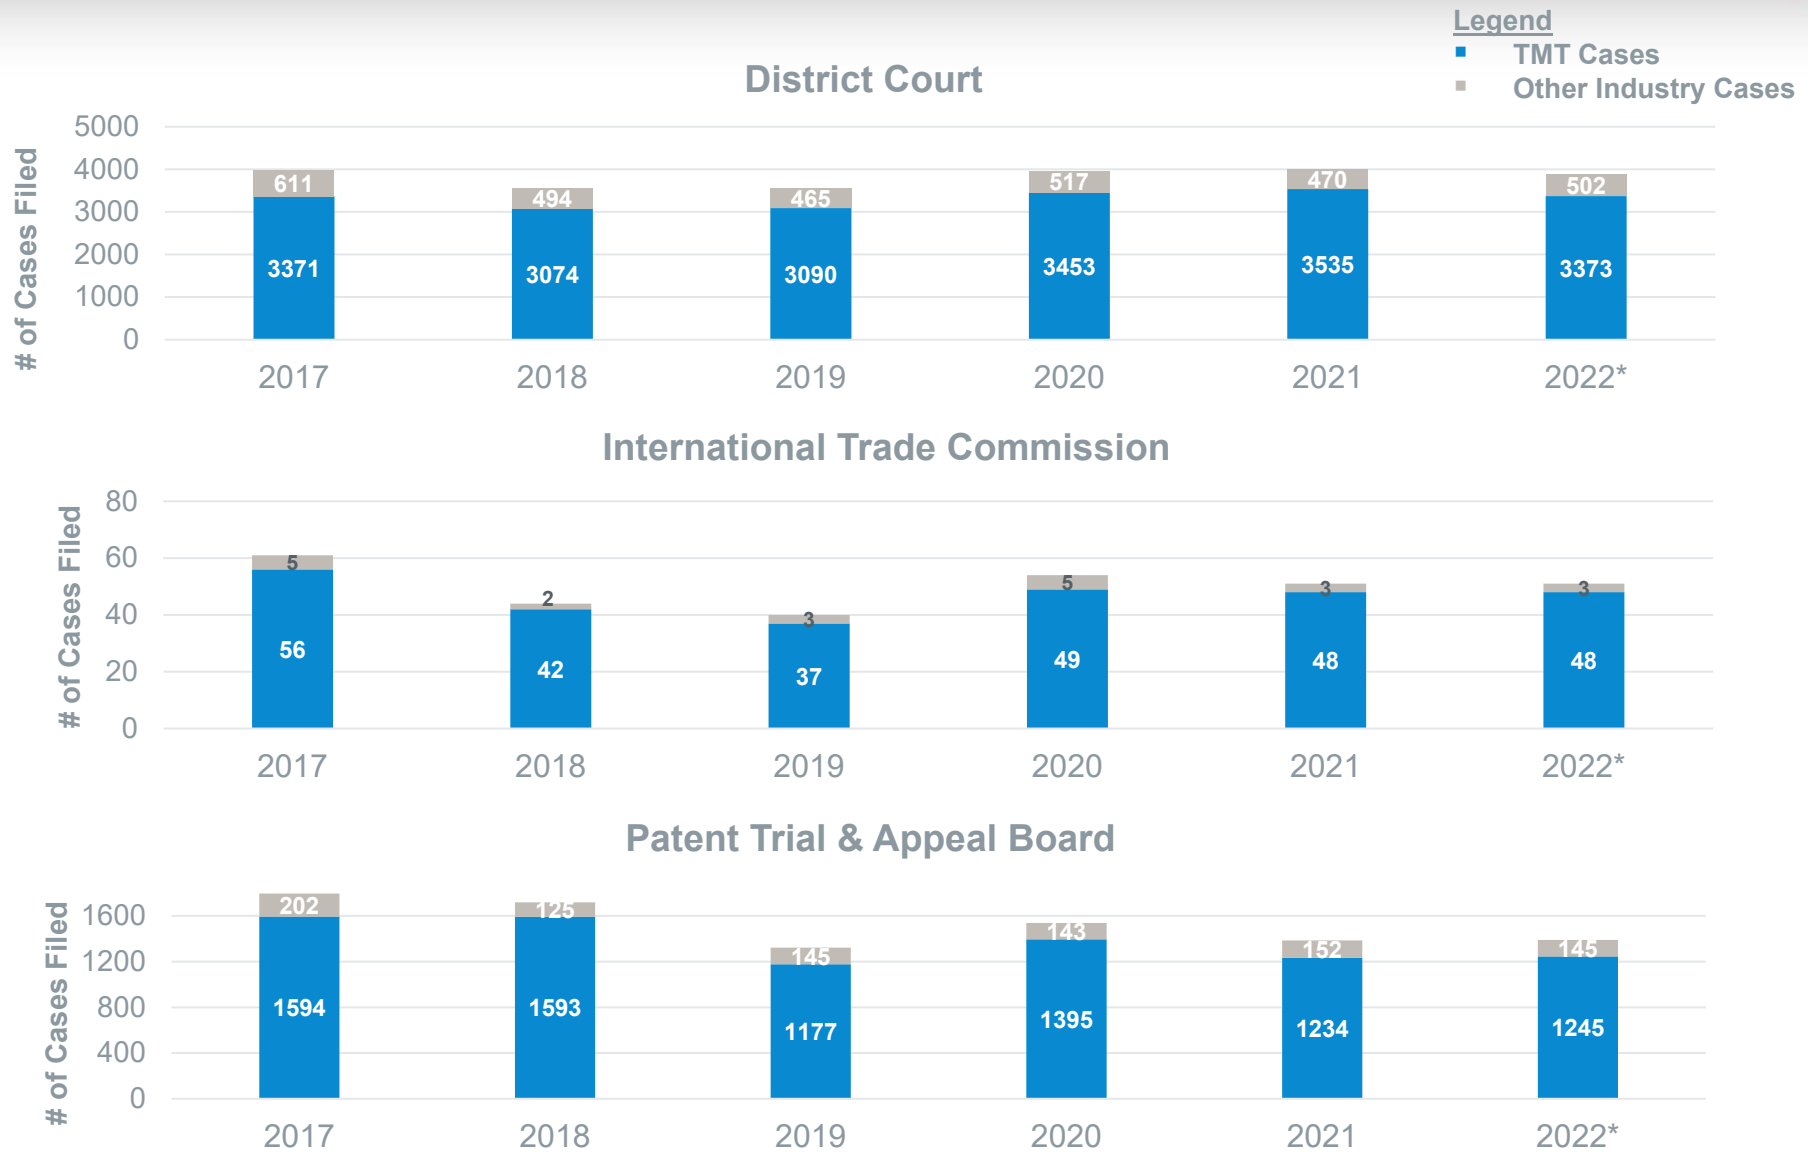 Legend
TMT Cases
Other Industry Cases
District Court
# of Cases Filed
5000
4000
3000
2000
1000
0
611 494 465 517 470 502
3371 3074 3090 3453 3535 3373
2017 2018 2019 2020 2021 2022*
International Trade Commission
# of Cases Filed
80
60
40
20
0
5 2 3 5 3 3
56 42 37 49 48 48
2017 2018 2019 2020 2021 2022*
Patent Trial & Appeal Board
# of Cases Filed
1600
1200
800
400
0
202 125 145 143 152 145
1594 1593 1177 1395 1234 1245
2017 2018 2019 2020 2021 2022*